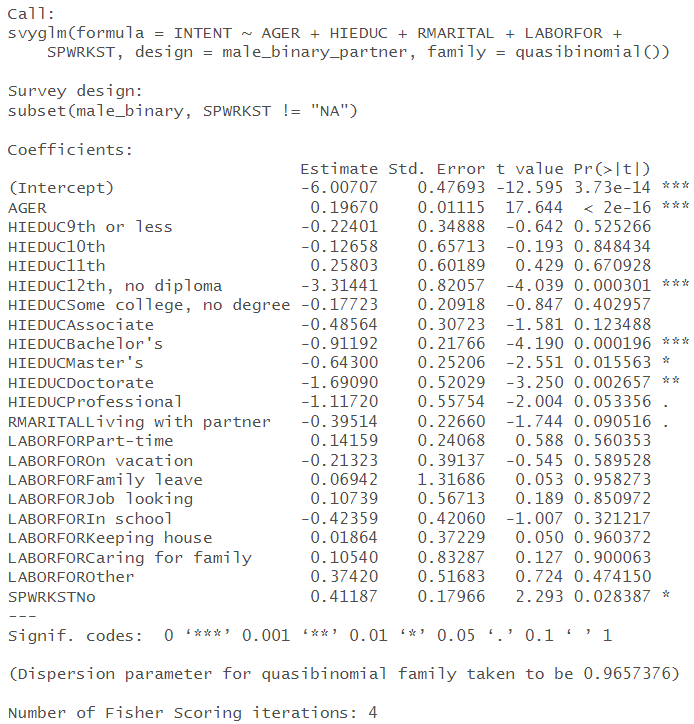 Call:
svyglm(formula = INTENT ~ AGER + HIEDUC + RMARITAL + LABORFOR +
    SPWRKST, design = male_binary_partner, family = quasibinomial())
Survey design:
subset(male_binary, SPWRKST != "NA")
Coefficients:
Estimate Std. Error t value Pr(>|t|)
(Intercept) -6.00707 0.47693 -12.595 3.73e-14 ***
AGER 0.19670 0.01115 17.644 < 2e-16 ***
HIEDUC9th or less -0.22401 0.34888 -0.642 0.525266
HIEDUC10th -0.12658 0.65713 -0.193 0.848434
HIEDUC11th 0.25803 0.60189 0.429 0.670928
HIEDUC12th, no diploma -3.31441 0.82057 -4.039 0.000301 ***
HIEDUCSome college, no degree -0.17723 0.20918 -0.847 0.402957
HIEDUCAssociate -0.48564 0.30723 -1.581 0.123488
HIEDUCBachelor's -0.91192 0.21766 -4.190 0.000196 ***
HIEDUCMaster's -0.64300 0.25206 -2.551 0.015563 *
HIEDUCDoctorate -1.69090 0.52029 -3.250 0.002657 **
HIEDUCProfessional -1.11720 0.55754 -2.004 0.053356 .
RMARITALLiving with partner -0.39514 0.22660 -1.744 0.090516 .
LABORFORPart-time 0.14159 0.24068 0.588 0.560353
LABORFOROn vacation -0.21323 0.39137 -0.545 0.589528
LABORFORFamily leave 0.06942 1.31686 0.053 0.958273
LABORFORJob looking 0.10739 0.56713 0.189 0.850972
LABORFORIn school -0.42359 0.42060 -1.007 0.321217
LABORFORKeeping house 0.01864 0.37229 0.050 0.960372
LABORFORCaring for family 0.10540 0.83287 0.127 0.900063
LABORFOROther 0.37420 0.51683 0.724 0.474150
SPWRKSTNo 0.41187 0.17966 2.293 0.028387 *
---
Signif. codes:  0 ‘***’ 0.001 ‘**’ 0.01 ‘*’ 0.05 ‘.’ 0.1 ‘ ’ 1
(Dispersion parameter for quasibinomial family taken to be 0.9657376)
Number of Fisher Scoring iterations: 4